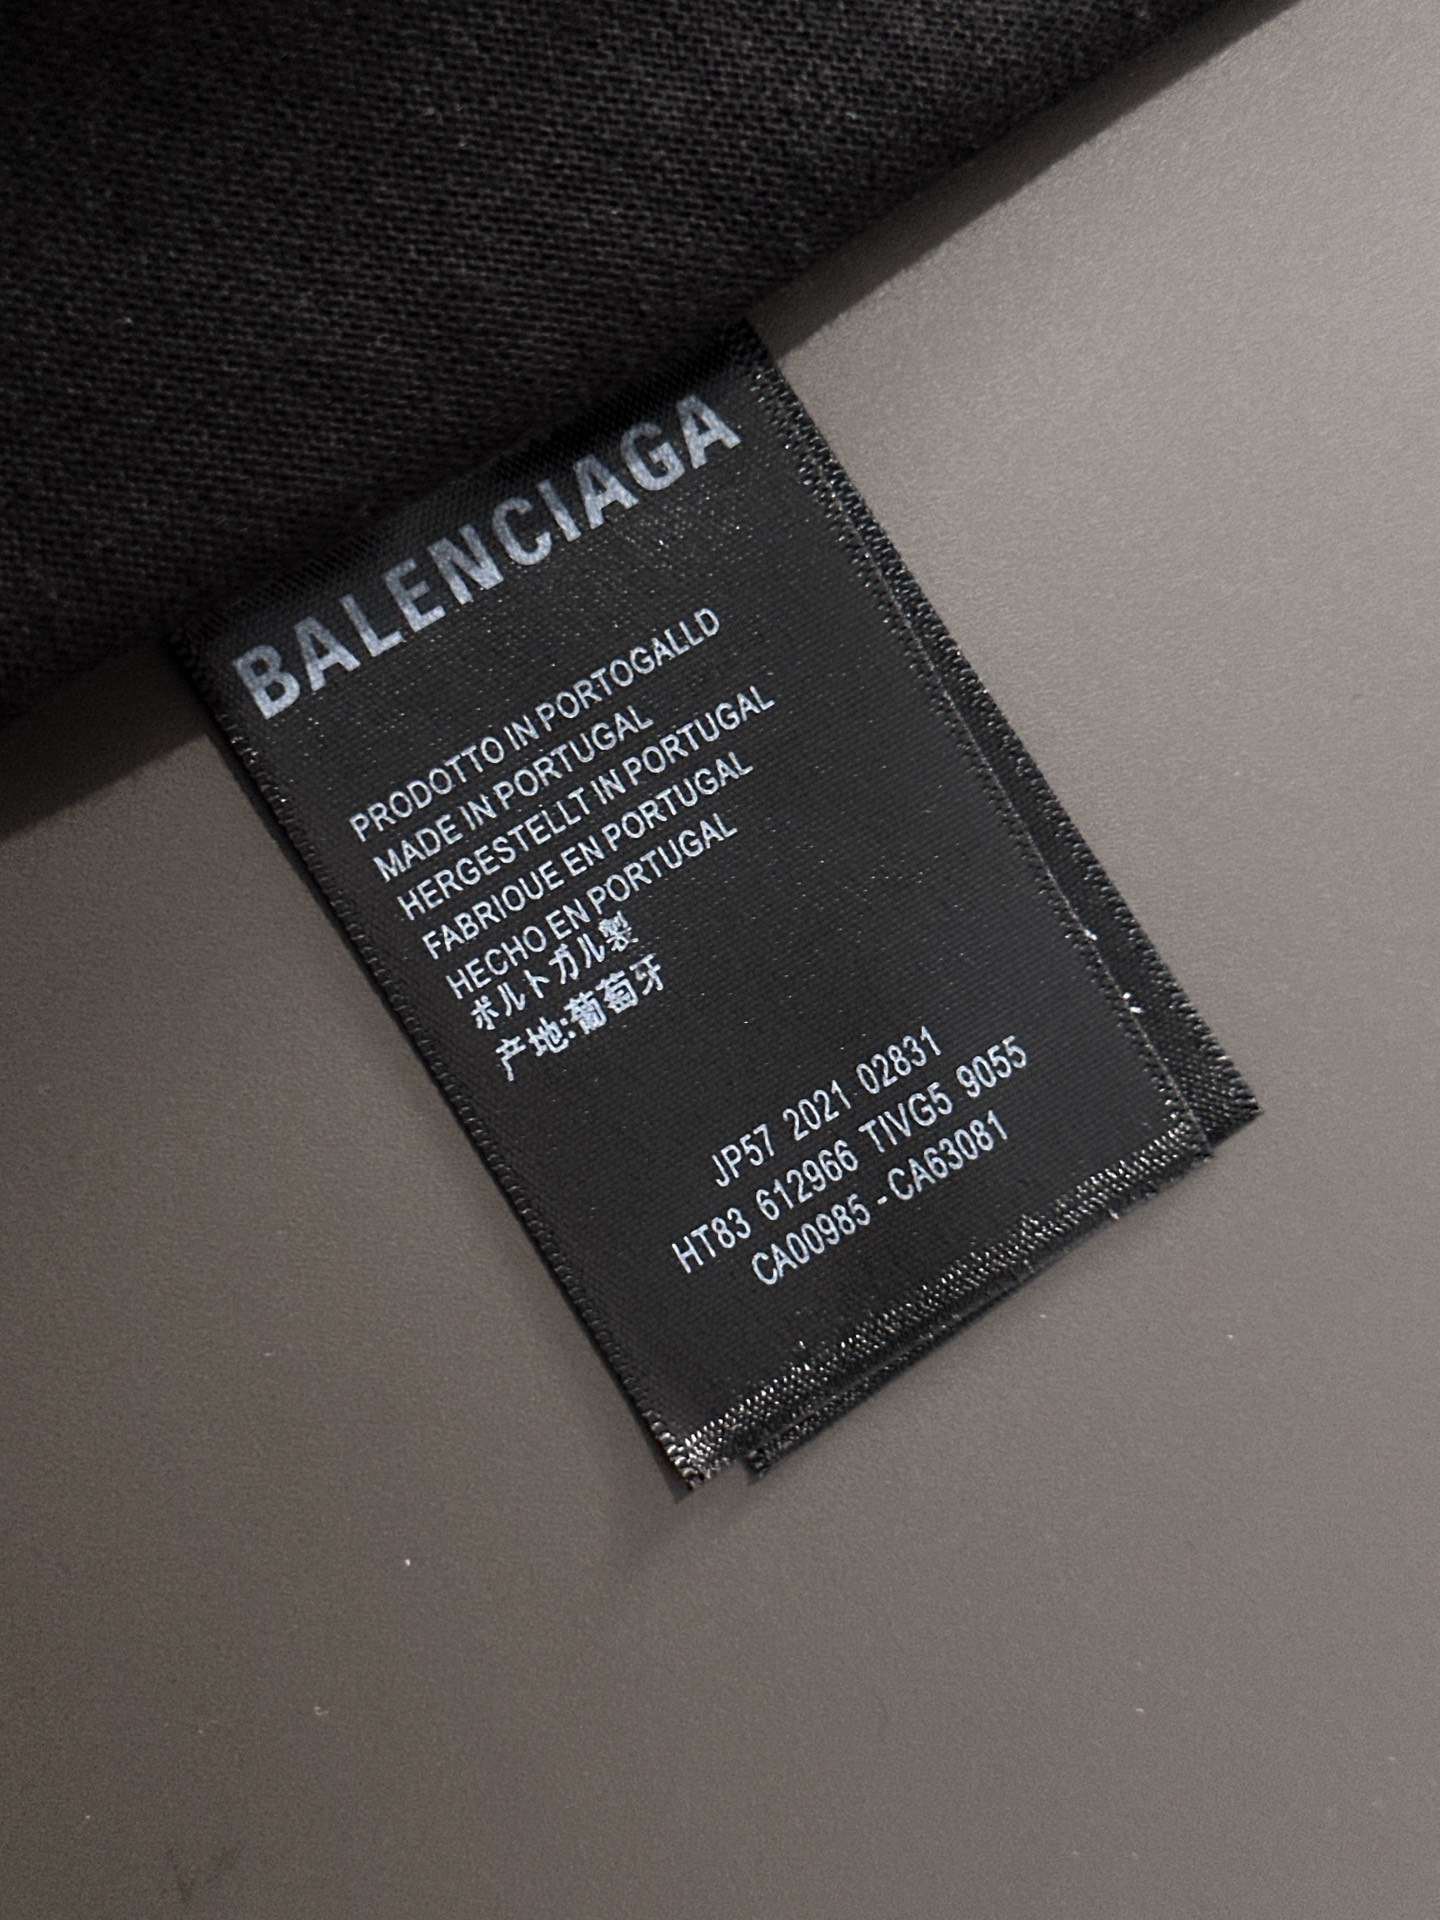 BALENCIAGA
PRODOTTO IN PORTOGALLD
MADE IN PORTUGAL
HERGESTELLT IN PORTUGAL
FABRIOUE EN PORTUGAL
HECHO EN PORTUGAL
ポルトガル製
产地:葡萄牙
JP57 2021 02831
HT83 612966 TIVG5 9055
CA00985 - CA63081